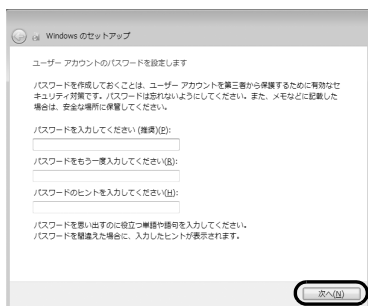 Windows のセットアップ
ユーザー アカウントのパスワードを設定します
パスワードを作成しておくことは、ユーザー アカウントを第三者から保護するために有効なセ
キュリティ対策です。パスワードは忘れないようにしてください。また、メモなどに記載した
場合は、安全な場所に保管してください。
パスワードを入力してください (推奨)(P):
パスワードをもう一度入力してください(R):
パスワードのヒントを入力してください(H):
パスワードを思い出すのに役立つ単語や語句を入力してください。
パスワードを間違えた場合に、入力したヒントが表示されます。
次へ(N)